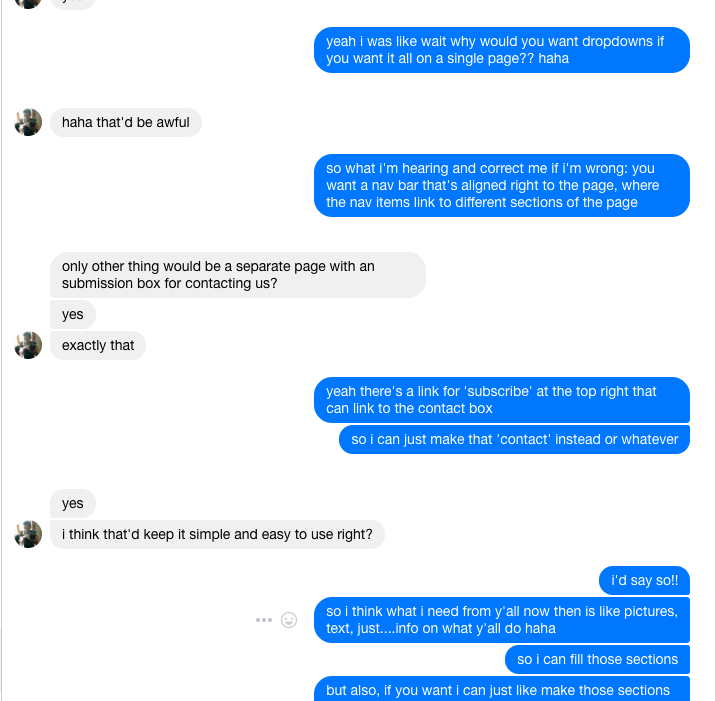 yeah i was like wait why would you want dropdowns if
you want it all on a single page?? haha
haha that'd be awful
so what i'm hearing and correct me if i'm wrong: you
want a nav bar that's aligned right to the page, where
the nav items link to different sections of the page
only other thing would be a separate page with an
submission box for contacting us?
yes
exactly that
yeah there's a link for 'subscribe' at the top right that
can link to the contact box
so i can just make that 'contact' instead or whatever
yes
i think that'd keep it simple and easy to use right?
i'd say so!!
so i think what i need from y'all now then is like pictures,
text, just....info on what y'all do haha
so i can fill those sections
but also, if you want i can just like make those sections